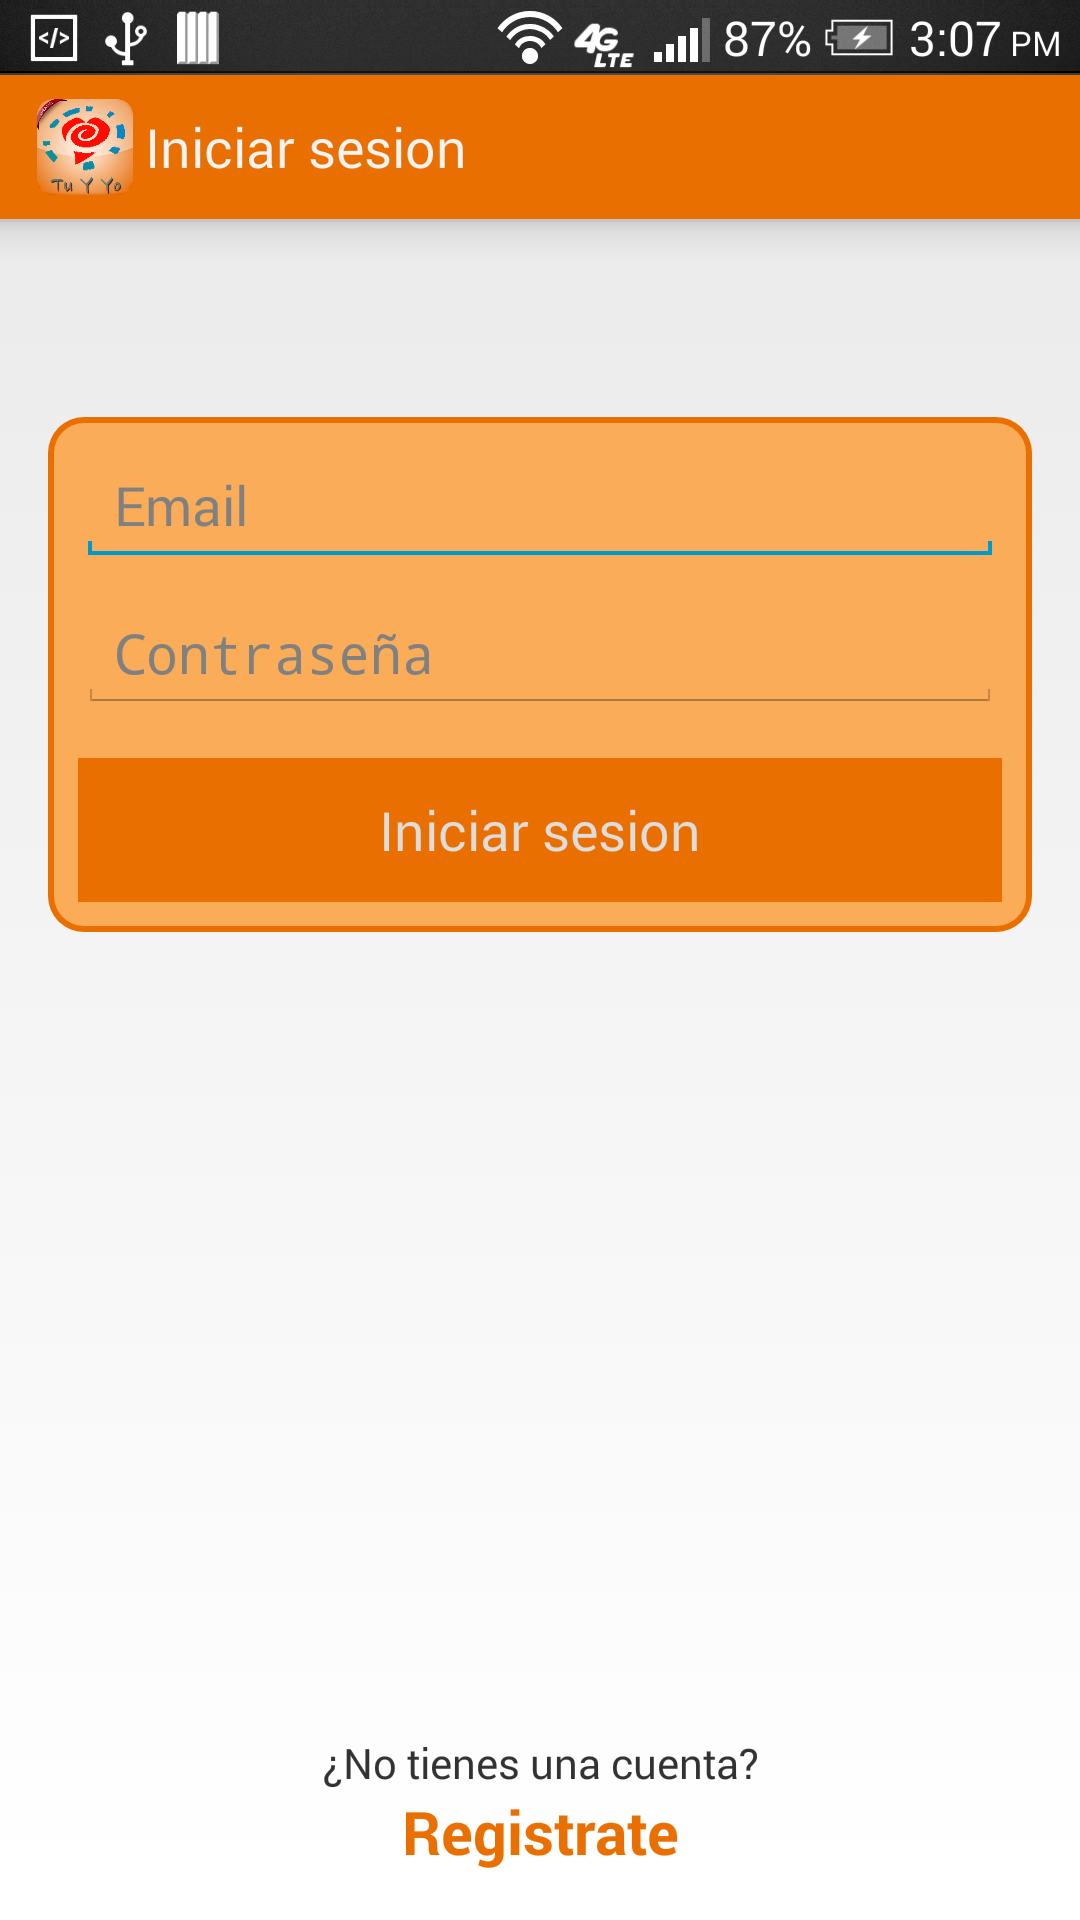 4G LTE 87% 3:07 PM
Tu Y Yo Iniciar sesion
Email
Contraseña
Iniciar sesion
¿No tienes una cuenta?
Registrate